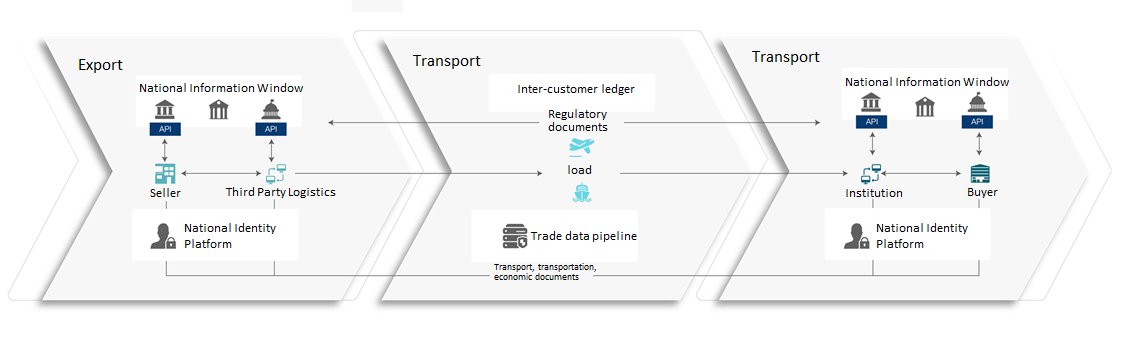 Export
National Information Window
API
API
Seller
Third Party Logistics
National Identity
Platform
Transport
Inter-customer ledger
Regulatory
documents
load
Trade data pipeline
Transport, transportation,
economic documents
Transport
National Information Window
API
API
Institution
Buyer
National Identity
Platform